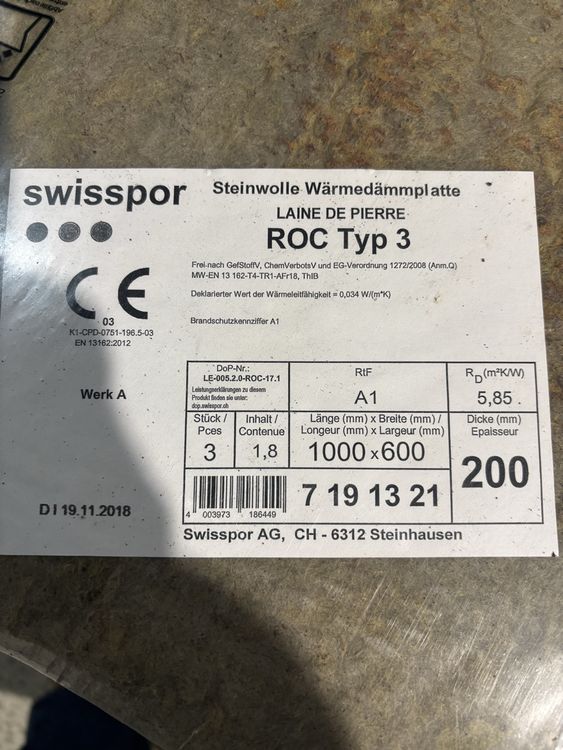 swisspor
Steinwolle Wärmedämmplatte
LAINE DE PIERRE
ROC Typ 3
Frei nach GefStoffV, ChemVerbotsV und EG-Verordnung 1272/2008 (Anm.Q)
MW-EN 13 162-T4-TR1-AFr18, ThIB
Deklarierter Wert der Wärmeleitfähigkeit = 0,034 W/(m*K)
Brandschutzkennziffer A1
CE
03
K1-CPD-0751-196.5-03
EN 13162:2012
Werk A
D I 19.11.2018
DoP-Nr.:
LE-005.2.0-ROC-17.1
Leistungserklärungen zu diesem
Produkt finden sie unter:
dop.swisspor.ch
RtF
A1
RD(m²K/W)
5,85
Stück /
Pces
3
Inhalt /
Contenue
1,8
Länge (mm) x Breite (mm) /
Longeur (mm) x Largeur (mm)
1000 x 600
Dicke (mm)
Epaisseur
200
4 003973 186449
7 19 13 21
Swisspor AG, CH - 6312 Steinhausen